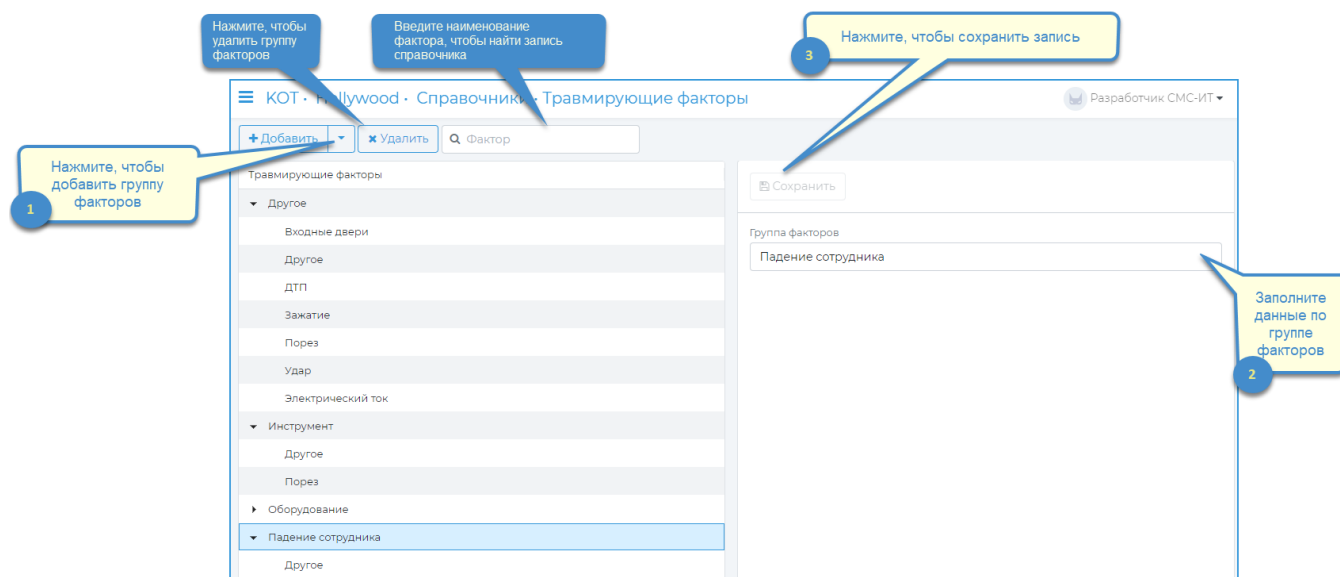 Нажмите, чтобы
удалить группу
факторов
Введите наименование
фактора, чтобы найти запись
справочника
Нажмите, чтобы сохранить запись
3
КОТ · Hollywood · Справочники · Травмирующие факторы
Разработчик СМС-ИТ
Добавить
Удалить
Фактор
Нажмите, чтобы
добавить группу
факторов
1
Травмирующие факторы
Другое
Входные двери
Другое
ДТП
Зажатие
Порез
Удар
Электрический ток
Инструмент
Другое
Порез
Оборудование
Падение сотрудника
Другое
Сохранить
Группа факторов
Падение сотрудника
Заполните
данные по
группе
факторов
2